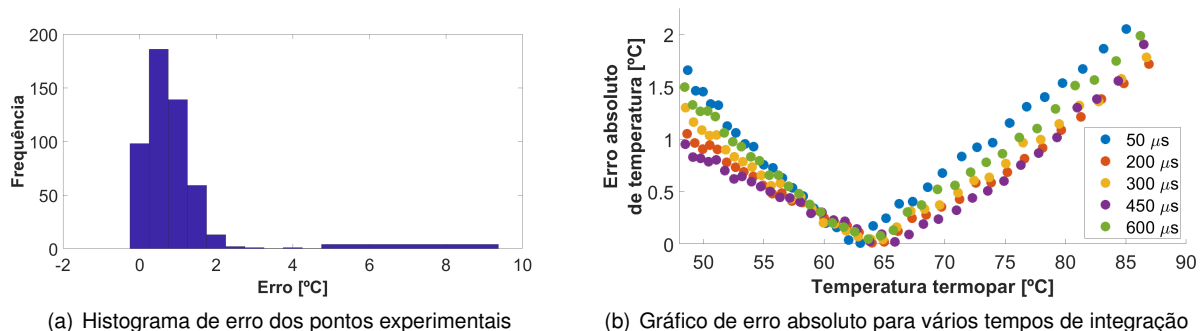 200
150
100
50
0
Frequência
-2
0
2
4
6
8
10
Erro [ºC]
(a) Histograma de erro dos pontos experimentais
2
1.5
1
0.5
0
Erro absoluto
de temperatura [ºC]
50
55
60
65
70
75
80
85
90
Temperatura termopar [ºC]
50 μs
200 μs
300 μs
450 μs
600 μs
(b) Gráfico de erro absoluto para vários tempos de integração